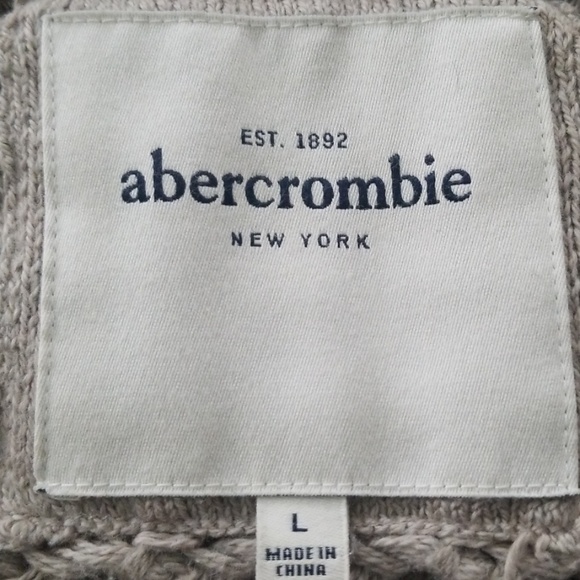 EST. 1892
abercrombie
NEW YORK
L
MADE IN
CHINA